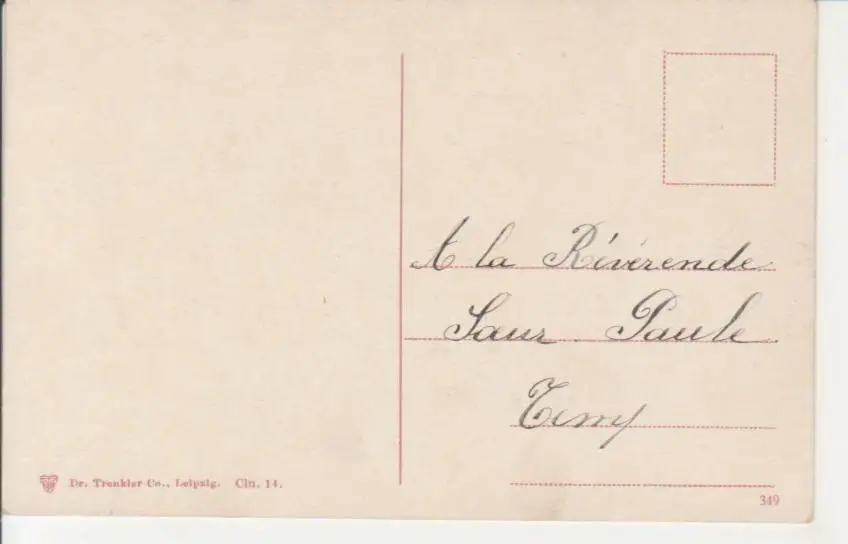 A la Révérende
Sœur Paule
Dr. Trenkler Co., Leipzig. Cln. 14.
349